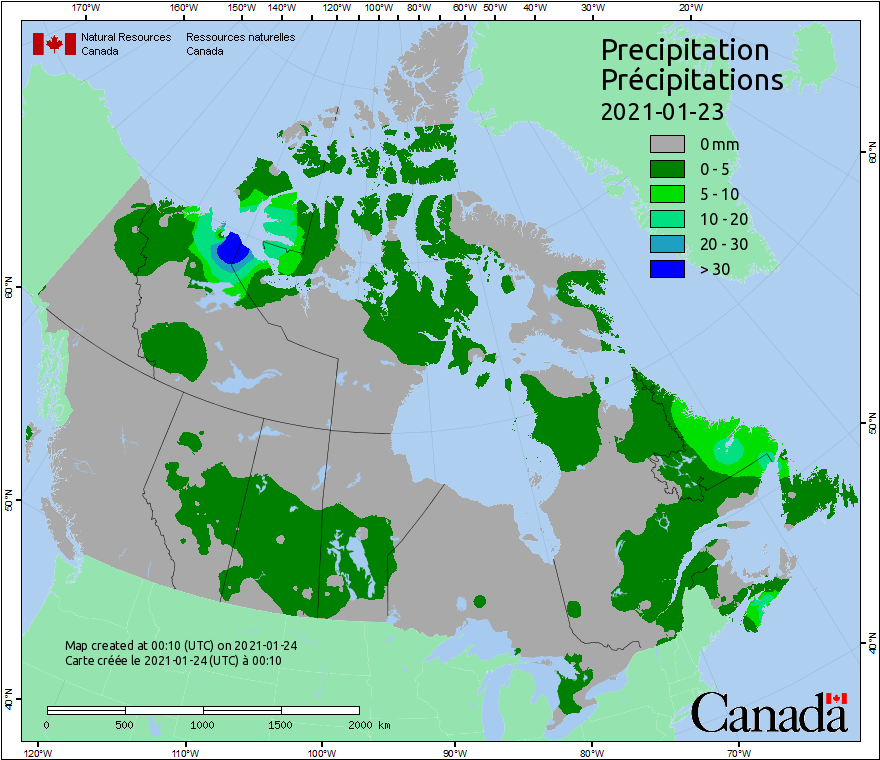 170°W 160°W 150°W 140°W 120°W 100°W 80°W 60°W 50°W 40°W 30°W 20°W
Natural Resources Ressources naturelles
Canada Canada
Precipitation
Précipitations
2021-01-23
0 mm
0 - 5
5 - 10
10 - 20
20 - 30
> 30
60°N
60°N
50°N
50°N
40°N
40°N
Map created at 00:10 (UTC) on 2021-01-24
Carte créée le 2021-01-24 (UTC) à 00:10
0 500 1000 1500 2000 km
Canada
120°W 110°W 100°W 90°W 80°W 70°W